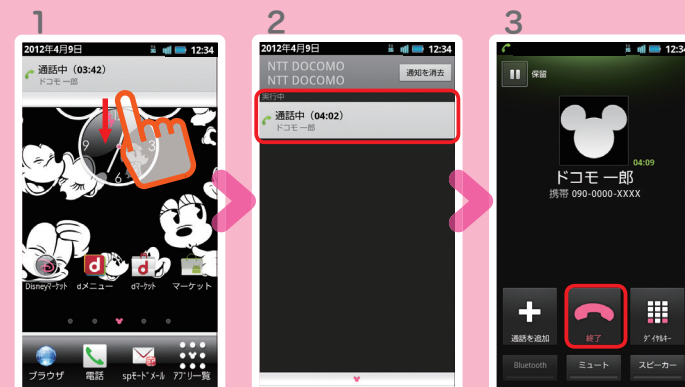 1
2012年4月9日
3G
12:34
通話中（03:42）
ドコモ 一郎
9
3
6
Disneyマーケット
dメニュー
dマーケット
マーケット
ブラウザ
電話
spモードメール
アプリ一覧
2
2012年4月9日
3G
12:34
NTT DOCOMO
NTT DOCOMO
通知を消去
実行中
通話中（04:02）
ドコモ 一郎
3
12:34
保留
04:09
ドコモ 一郎
携帯 090-0000-XXXX
通話を追加
終了
ダイヤルキー
Bluetooth
ミュート
スピーカー